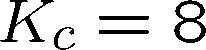 K_c = 8